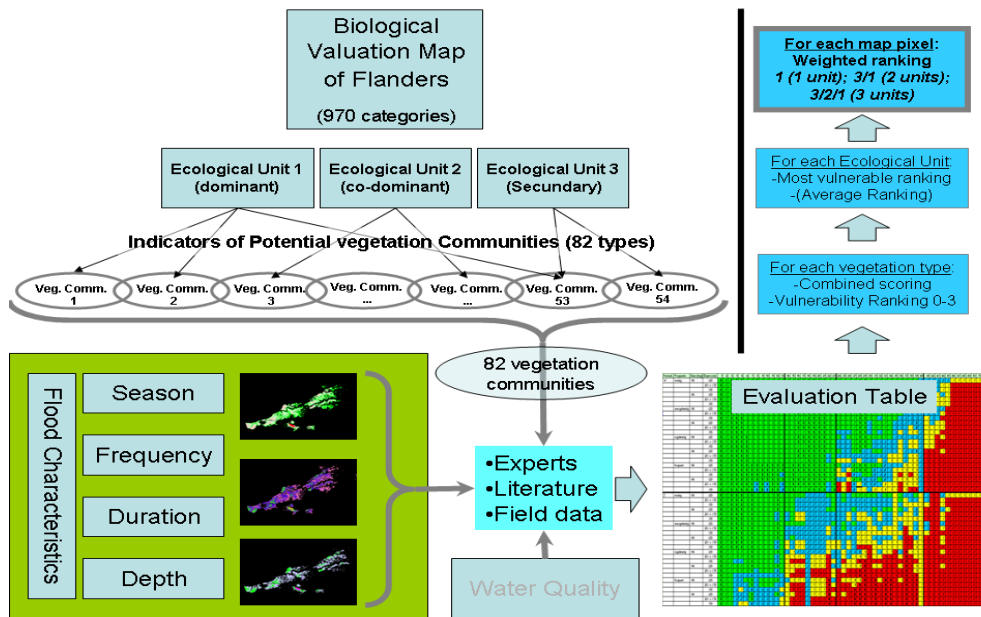 Biological
Valuation Map
of Flanders
(970 categories)
Ecological Unit 1
(dominant)
Ecological Unit 2
(co-dominant)
Ecological Unit 3
(Secundary)
Indicators of Potential vegetation Communities (82 types)
Veg. Comm.
1
Veg. Comm.
2
Veg. Comm.
3
Veg. Comm.
...
Veg. Comm.
...
Veg. Comm.
53
Veg. Comm.
54
82 vegetation
communities
Flood Characteristics
Season
Frequency
Duration
Depth
•Experts
•Literature
•Field data
Water Quality
For each map pixel:
Weighted ranking
1 (1 unit); 3/1 (2 units);
3/2/1 (3 units)
For each Ecological Unit:
-Most vulnerable ranking
-(Average Ranking)
For each vegetation type:
-Combined scoring
-Vulnerability Ranking 0-3
Evaluation Table